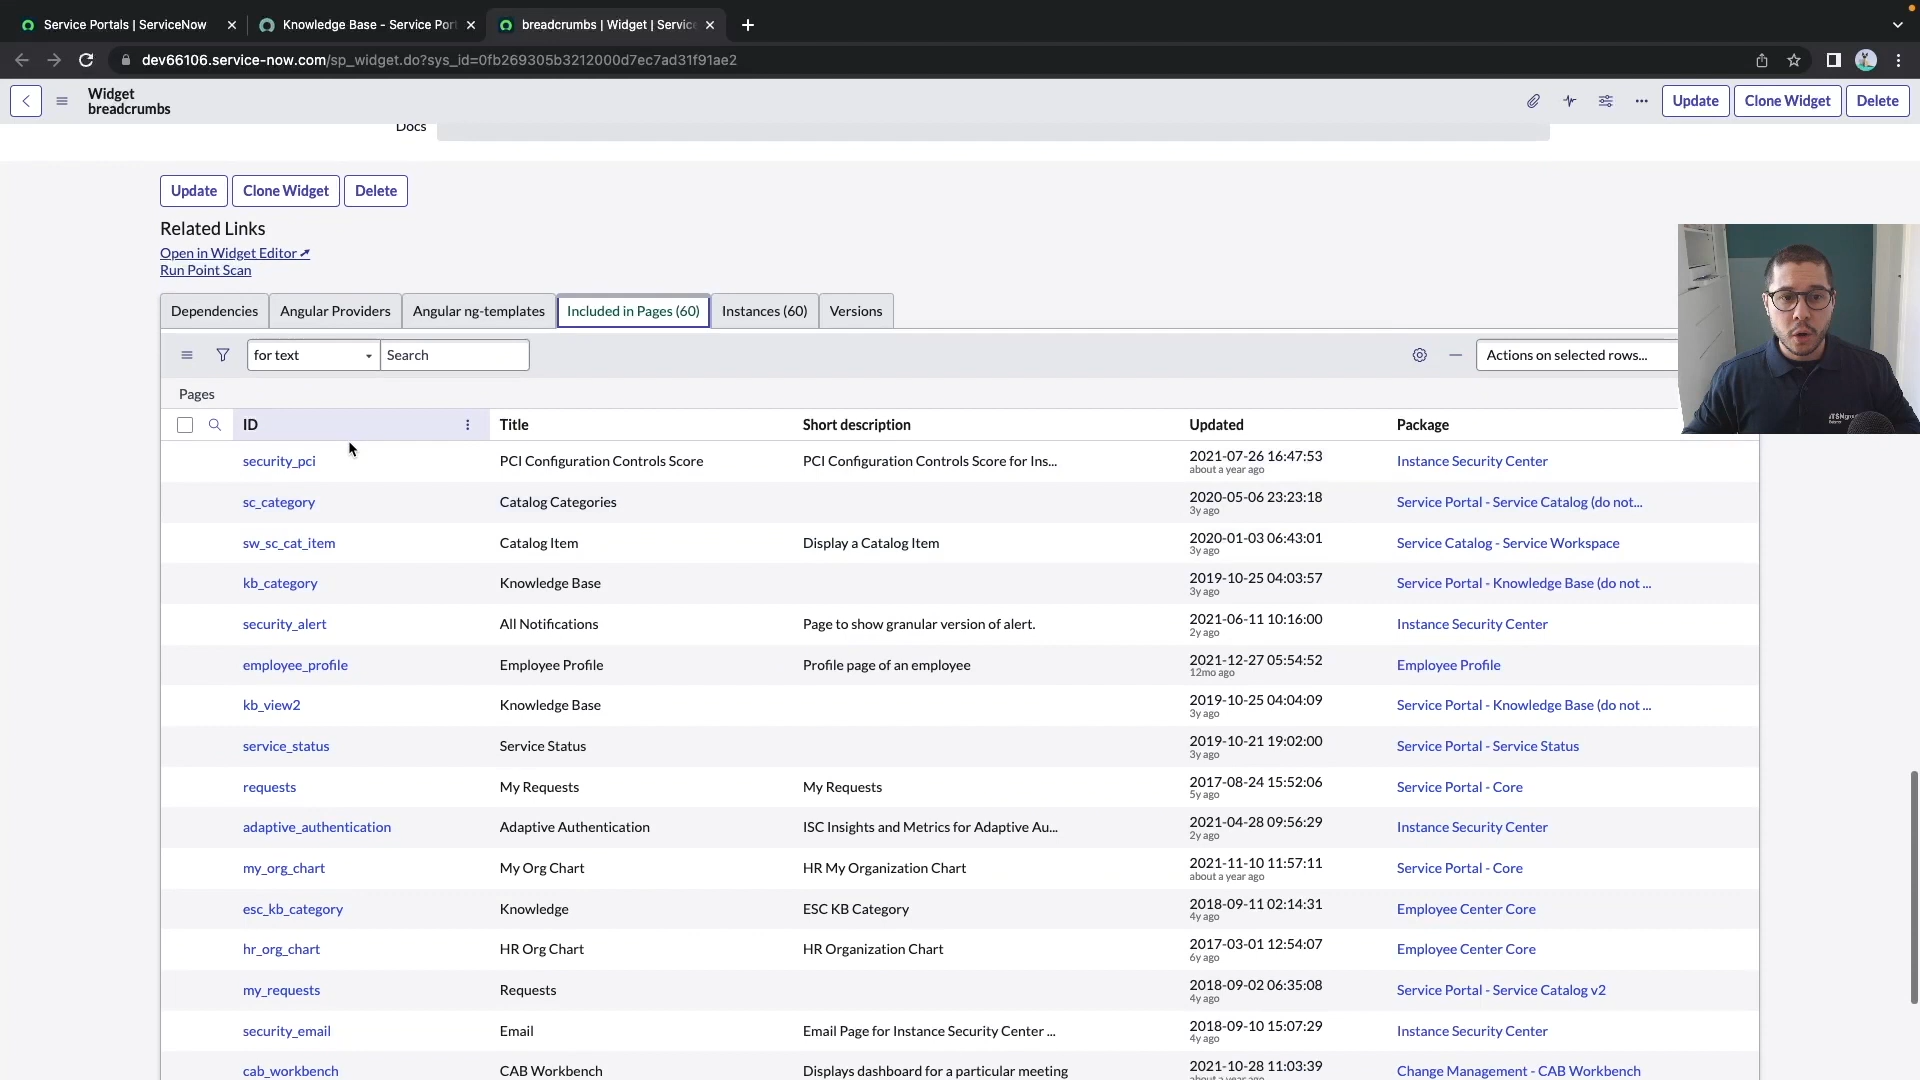 Service Portals | ServiceNow
Knowledge Base - Service Port
breadcrumbs | Widget | Service
dev66106.service-now.com/sp_widget.do?sys_id=0fb269305b3212000d7ec7ad31f91ae2
Widget
breadcrumbs
Update Clone Widget Delete
Docs
Update Clone Widget Delete
Related Links
Open in Widget Editor
Run Point Scan
Dependencies Angular Providers Angular ng-templates Included in Pages (60) Instances (60) Versions
for text Search Actions on selected rows...
Pages
ID Title Short description Updated Package
security_pci PCI Configuration Controls Score PCI Configuration Controls Score for Ins... 2021-07-26 16:47:53 Instance Security Center
about a year ago
sc_category Catalog Categories 2020-05-06 23:23:18 Service Portal - Service Catalog (do not...
3y ago
sw_sc_cat_item Catalog Item Display a Catalog Item 2020-01-03 06:43:01 Service Catalog - Service Workspace
3y ago
kb_category Knowledge Base 2019-10-25 04:03:57 Service Portal - Knowledge Base (do not ...
3y ago
security_alert All Notifications Page to show granular version of alert. 2021-06-11 10:16:00 Instance Security Center
2y ago
employee_profile Employee Profile Profile page of an employee 2021-12-27 05:54:52 Employee Profile
12mo ago
kb_view2 Knowledge Base 2019-10-25 04:04:09 Service Portal - Knowledge Base (do not ...
3y ago
service_status Service Status 2019-10-21 19:02:00 Service Portal - Service Status
3y ago
requests My Requests My Requests 2017-08-24 15:52:06 Service Portal - Core
5y ago
adaptive_authentication Adaptive Authentication ISC Insights and Metrics for Adaptive Au... 2021-04-28 09:56:29 Instance Security Center
2y ago
my_org_chart My Org Chart HR My Organization Chart 2021-11-10 11:57:11 Service Portal - Core
about a year ago
esc_kb_category Knowledge ESC KB Category 2018-09-11 02:14:31 Employee Center Core
4y ago
hr_org_chart HR Org Chart HR Organization Chart 2017-03-01 12:54:07 Employee Center Core
6y ago
my_requests Requests 2018-09-02 06:35:08 Service Portal - Service Catalog v2
4y ago
security_email Email Email Page for Instance Security Center ... 2018-09-10 15:07:29 Instance Security Center
4y ago
cab_workbench CAB Workbench Displays dashboard for a particular meeting 2021-10-28 11:03:39 Change Management - CAB Workbench
about a year ago